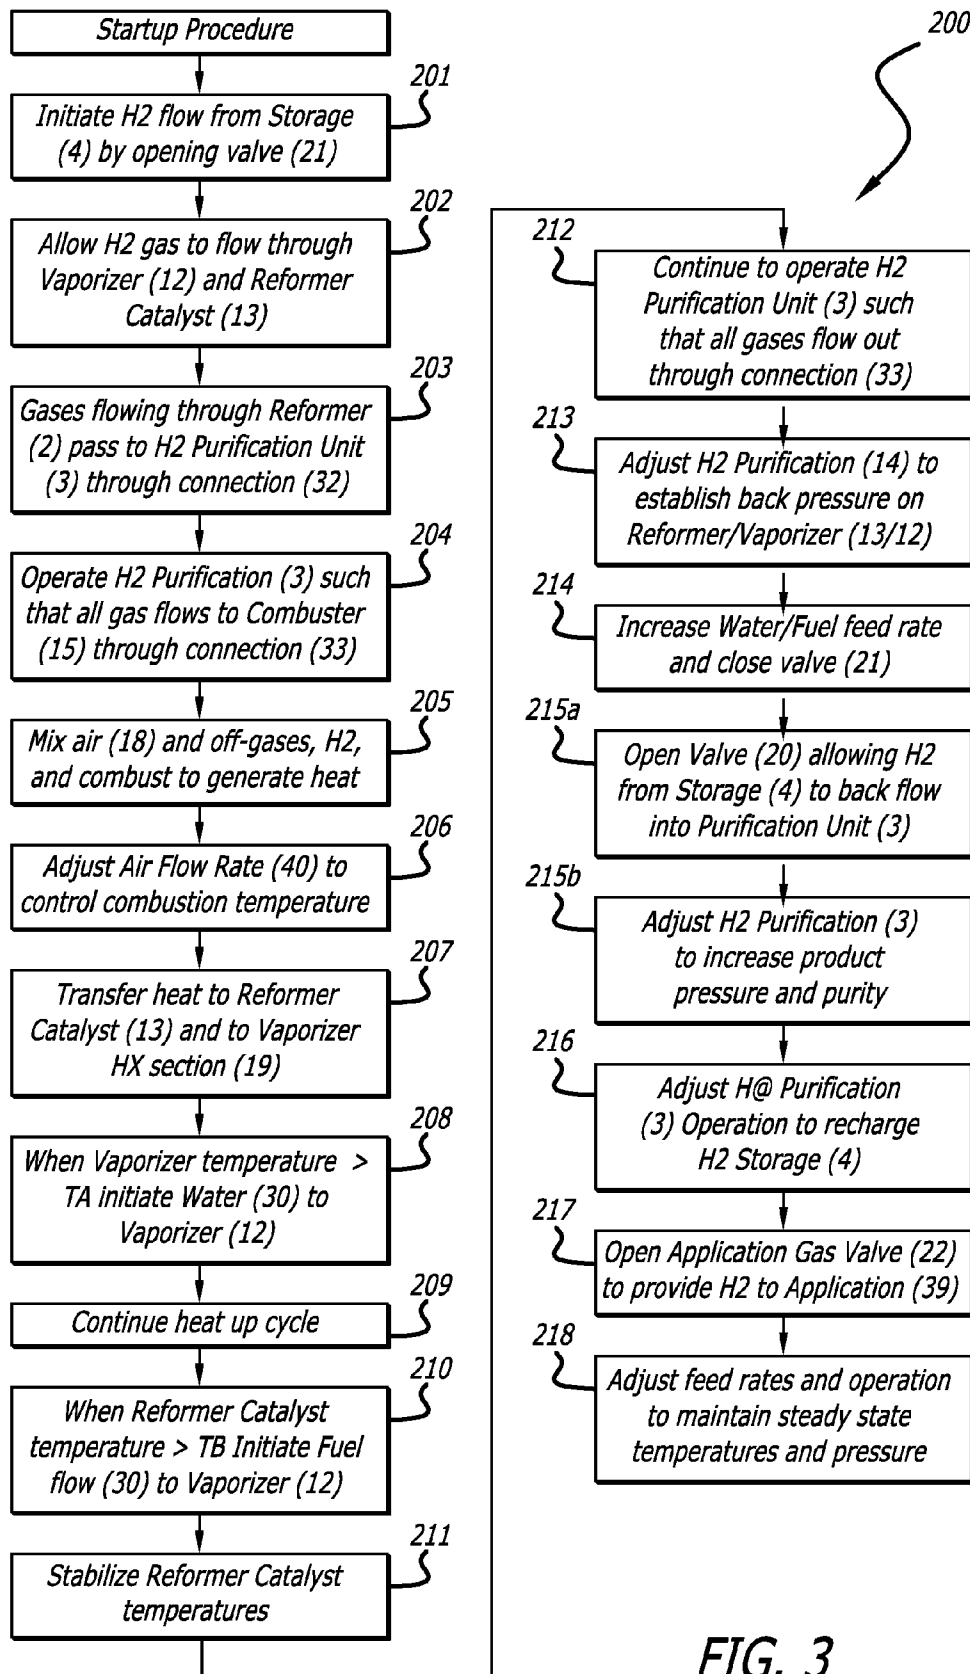 Startup Procedure
201
Initiate H2 flow from Storage
(4) by opening valve (21)
202
Allow H2 gas to flow through
Vaporizer (12) and Reformer
Catalyst (13)
203
Gases flowing through Reformer
(2) pass to H2 Purification Unit
(3) through connection (32)
204
Operate H2 Purification (3) such
that all gas flows to Combuster
(15) through connection (33)
205
Mix air (18) and off-gases, H2,
and combust to generate heat
206
Adjust Air Flow Rate (40) to
control combustion temperature
207
Transfer heat to Reformer
Catalyst (13) and to Vaporizer
HX section (19)
208
When Vaporizer temperature >
TA initiate Water (30) to
Vaporizer (12)
209
Continue heat up cycle
210
When Reformer Catalyst
temperature > TB Initiate Fuel
flow (30) to Vaporizer (12)
211
Stabilize Reformer Catalyst
temperatures
200
212
Continue to operate H2
Purification Unit (3) such
that all gases flow out
through connection (33)
213
Adjust H2 Purification (14) to
establish back pressure on
Reformer/Vaporizer (13/12)
214
Increase Water/Fuel feed rate
and close valve (21)
215a
Open Valve (20) allowing H2
from Storage (4) to back flow
into Purification Unit (3)
215b
Adjust H2 Purification (3)
to increase product
pressure and purity
216
Adjust H@ Purification
(3) Operation to recharge
H2 Storage (4)
217
Open Application Gas Valve (22)
to provide H2 to Application (39)
218
Adjust feed rates and operation
to maintain steady state
temperatures and pressure
FIG. 3